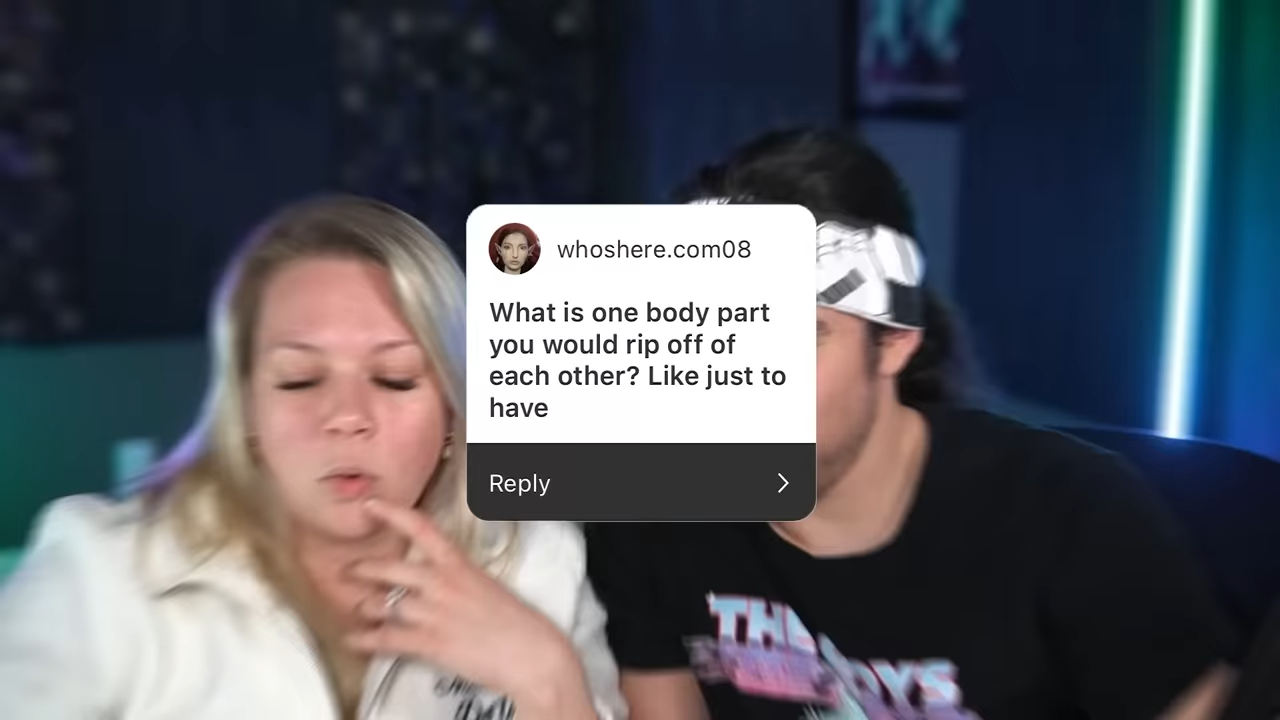 whoshere.com08
What is one body part
you would rip off of
each other? Like just to
have
Reply
THE